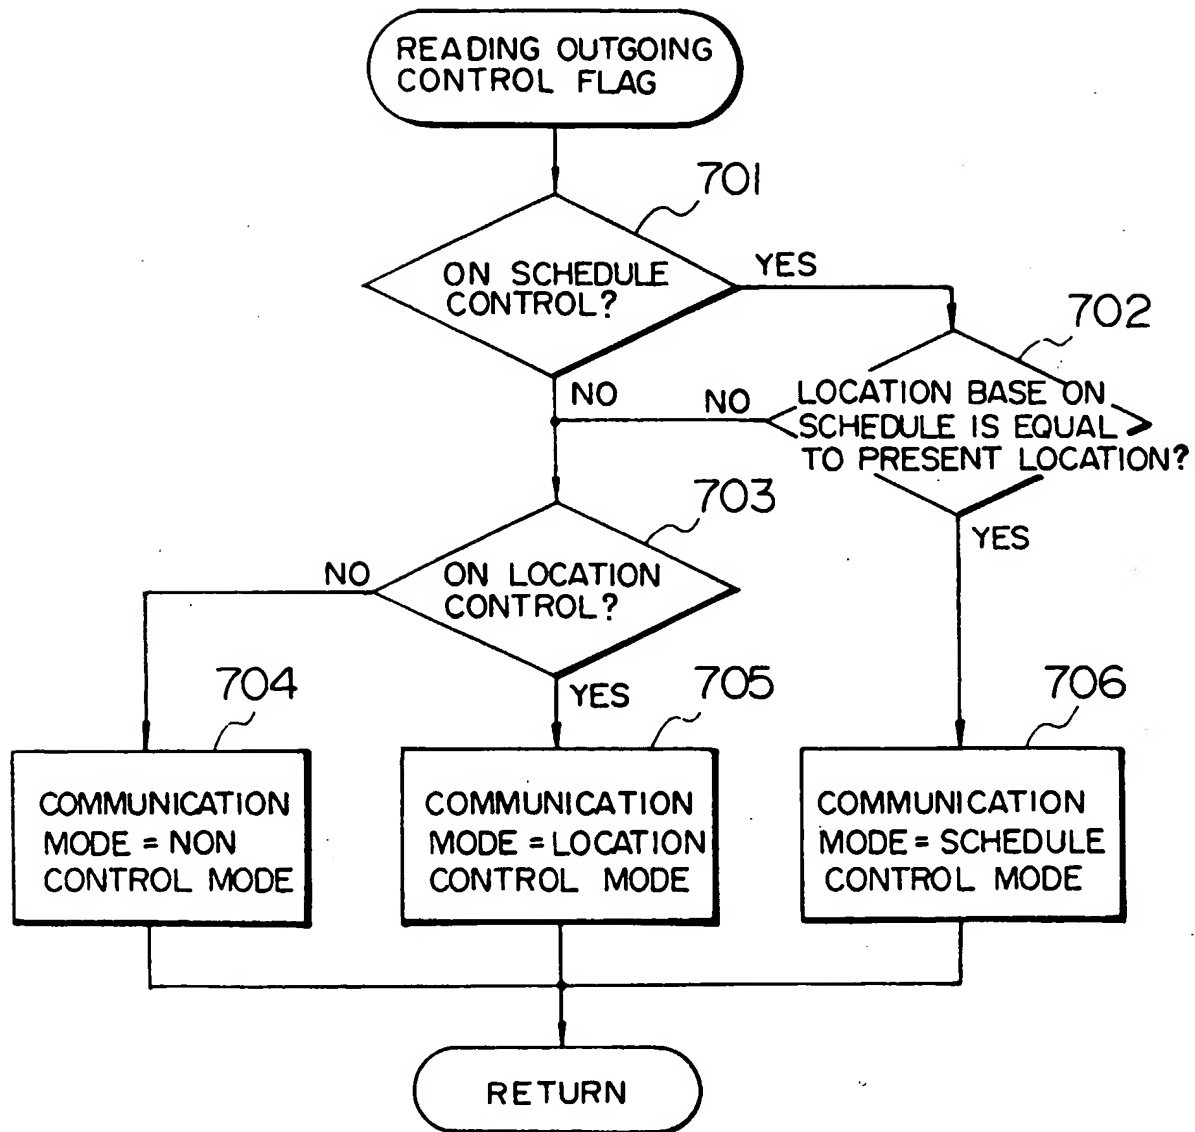 READING OUTGOING
CONTROL FLAG
701
ON SCHEDULE
CONTROL?
YES
702
NO
NO
LOCATION BASE ON
SCHEDULE IS EQUAL
TO PRESENT LOCATION?
703
YES
NO
ON LOCATION
CONTROL?
704
YES
705
706
COMMUNICATION
MODE = NON
CONTROL MODE
COMMUNICATION
MODE = LOCATION
CONTROL MODE
COMMUNICATION
MODE = SCHEDULE
CONTROL MODE
RETURN